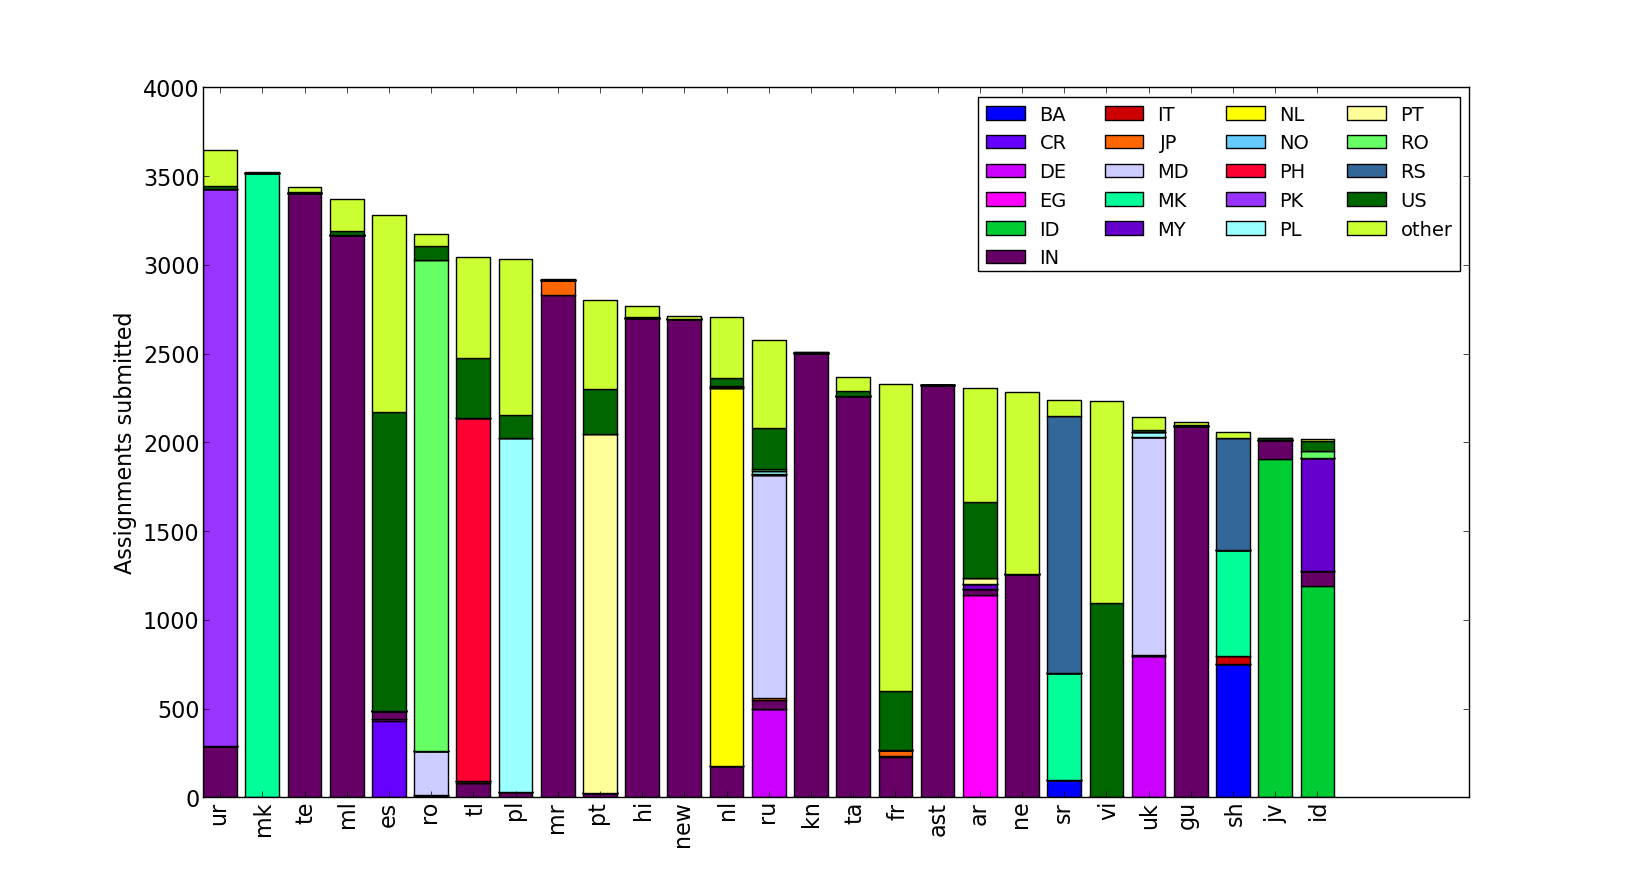 4000
3500
3000
2500
2000
1500
1000
500
0
Assignments submitted
BA IT NL PT
CR JP NO RO
DE MD PH RS
EG MK PK US
ID MY PL other
IN
ur mk te ml es ro tl pl mr pt hi new nl ru kn ta fr ast ar ne sr vi uk gu sh jv id